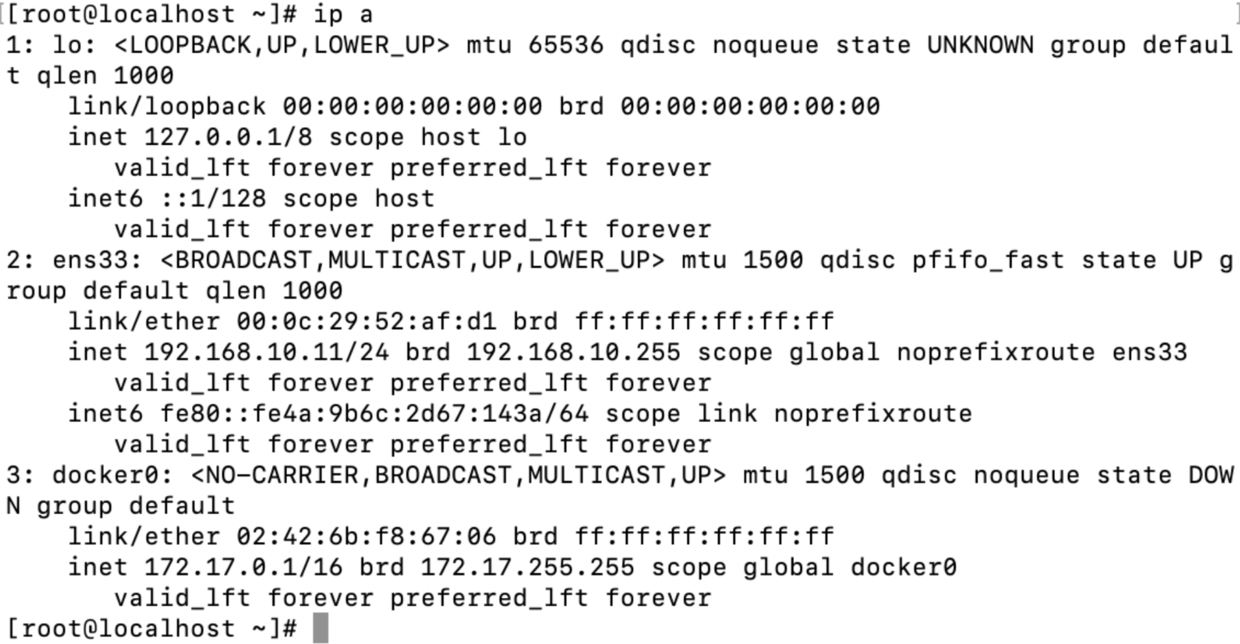 [root@localhost ~]# ip a
1: lo: <LOOPBACK,UP,LOWER_UP> mtu 65536 qdisc noqueue state UNKNOWN group defaul
t qlen 1000
    link/loopback 00:00:00:00:00:00 brd 00:00:00:00:00:00
    inet 127.0.0.1/8 scope host lo
       valid_lft forever preferred_lft forever
    inet6 ::1/128 scope host
       valid_lft forever preferred_lft forever
2: ens33: <BROADCAST,MULTICAST,UP,LOWER_UP> mtu 1500 qdisc pfifo_fast state UP g
roup default qlen 1000
    link/ether 00:0c:29:52:af:d1 brd ff:ff:ff:ff:ff:ff
    inet 192.168.10.11/24 brd 192.168.10.255 scope global noprefixroute ens33
       valid_lft forever preferred_lft forever
    inet6 fe80::fe4a:9b6c:2d67:143a/64 scope link noprefixroute
       valid_lft forever preferred_lft forever
3: docker0: <NO-CARRIER,BROADCAST,MULTICAST,UP> mtu 1500 qdisc noqueue state DOW
N group default
    link/ether 02:42:6b:f8:67:06 brd ff:ff:ff:ff:ff:ff
    inet 172.17.0.1/16 brd 172.17.255.255 scope global docker0
       valid_lft forever preferred_lft forever
[root@localhost ~]#